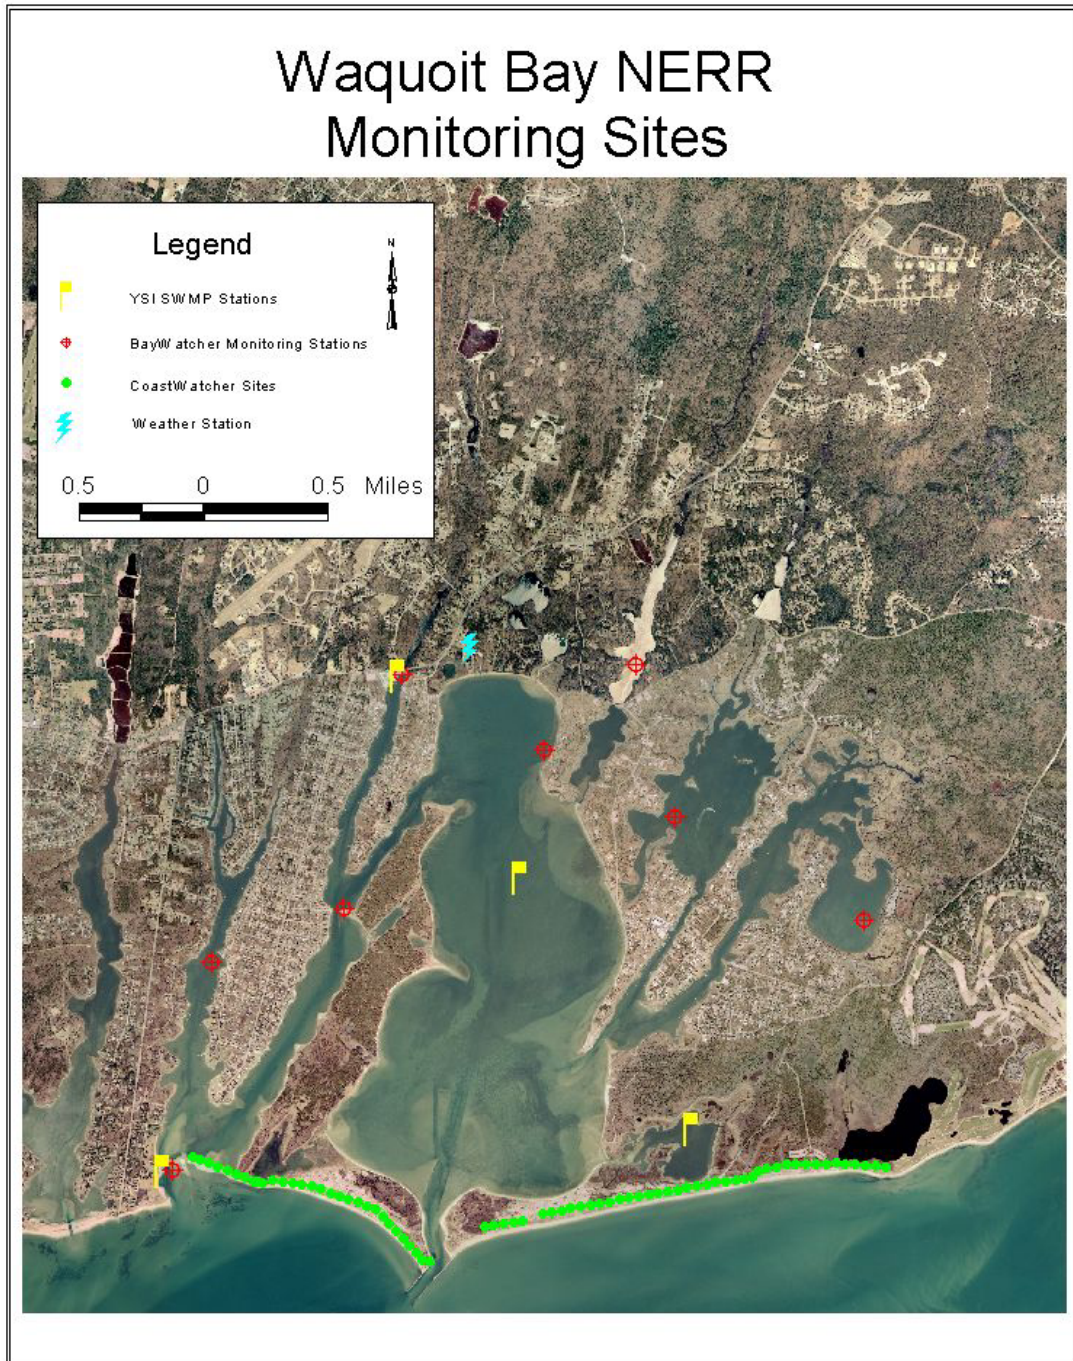 Waquoit Bay NERR
Monitoring Sites
Legend
N
YSI SWMP Stations
BayWatcher Monitoring Stations
CoastWatcher Sites
Weather Station
0.5 0 0.5 Miles